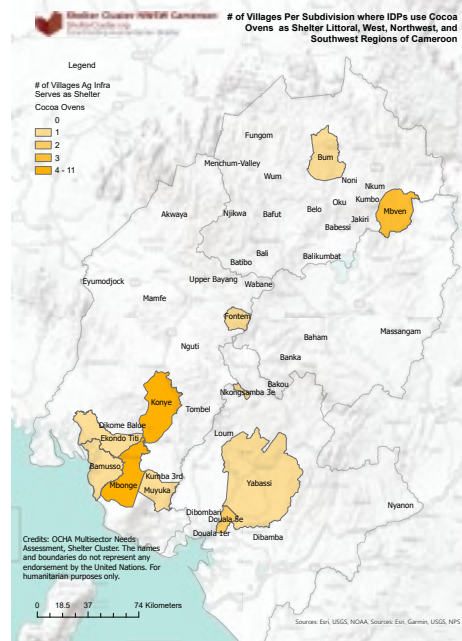 Shelter Cluster NW/SW Cameroon
# of Villages Per Subdivision where IDPs use Cocoa
Ovens as Shelter Littoral, West, Northwest, and
Southwest Regions of Cameroon
Legend
# of Villages Ag Infra
Serves as Shelter
Cocoa Ovens
0
1
2
3
4 - 11
Fungom
Bum
Menchum-Valley
Wum
Noni
Nkum
Oku
Kumbo
Mbven
Akwaya
Njikwa
Bafut
Belo
Jakiri
Babessi
Bali
Balikumbat
Batibo
Eyumodjock
Upper Bayang
Wabane
Mamfe
Fontem
Massangam
Baham
Nguti
Banka
Bakou
Nkongsamba 3e
Konye
Tombel
Dikome Balue
Loum
Ekondo Titi
Bamusso
Kumba 3rd
Mbonge
Muyuka
Yabassi
Nyanon
Dibombari
Douala 5e
Douala 1er
Dibamba
Credits: OCHA Multisector Needs
Assessment, Shelter Cluster. The names
and boundaries do not represent any
endorsement by the United Nations. For
humanitarian purposes only.
0 18.5 37 74 Kilometers
Sources: Esri, USGS, NOAA, Sources: Esri, Garmin, USGS, NPS